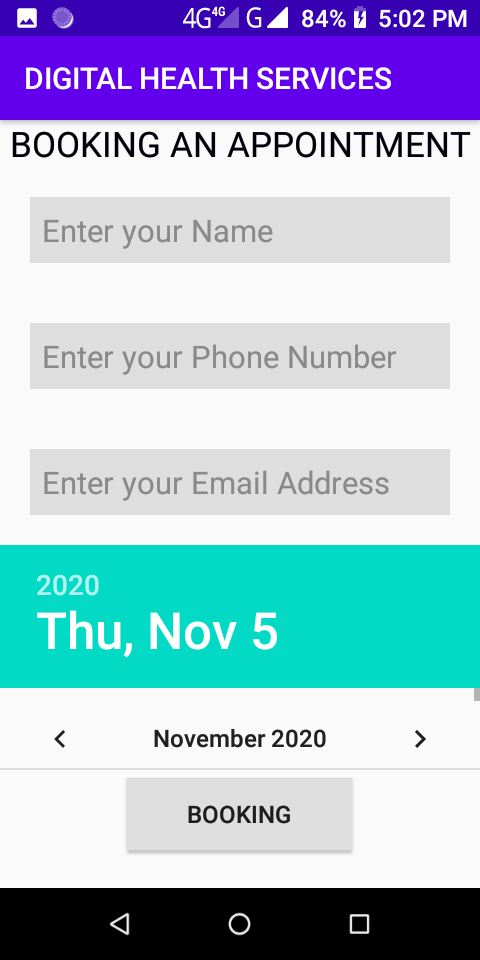 4G 4G G 84% 5:02 PM
DIGITAL HEALTH SERVICES
BOOKING AN APPOINTMENT
Enter your Name
Enter your Phone Number
Enter your Email Address
2020
Thu, Nov 5
November 2020
BOOKING